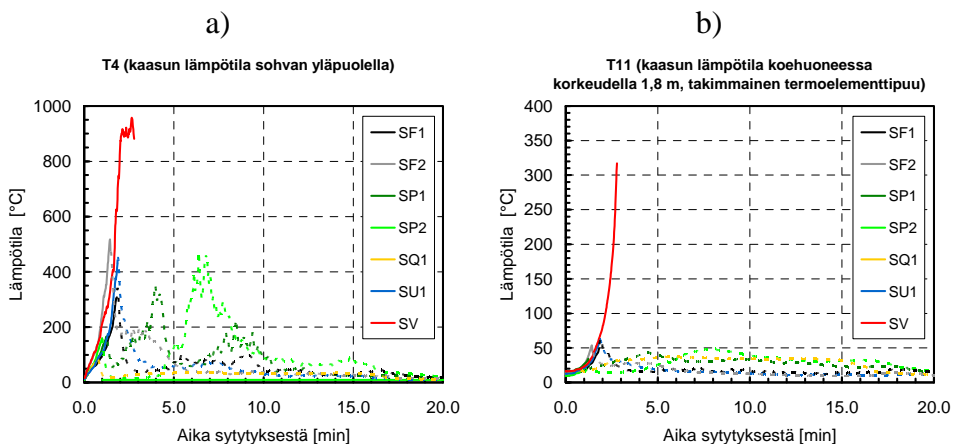 a)
T4 (kaasun lämpötila sohvan yläpuolella)
Lämpötila [°C]
1000
800
600
400
200
0
0.0
5.0
10.0
15.0
20.0
Aika sytytyksestä [min]
SF1
SF2
SP1
SP2
SQ1
SU1
SV
b)
T11 (kaasun lämpötila koehuoneessa
korkeudella 1,8 m, takimmainen termoelementtipuu)
Lämpötila [°C]
400
350
300
250
200
150
100
50
0
0.0
5.0
10.0
15.0
20.0
Aika sytytyksestä [min]
SF1
SF2
SP1
SP2
SQ1
SU1
SV